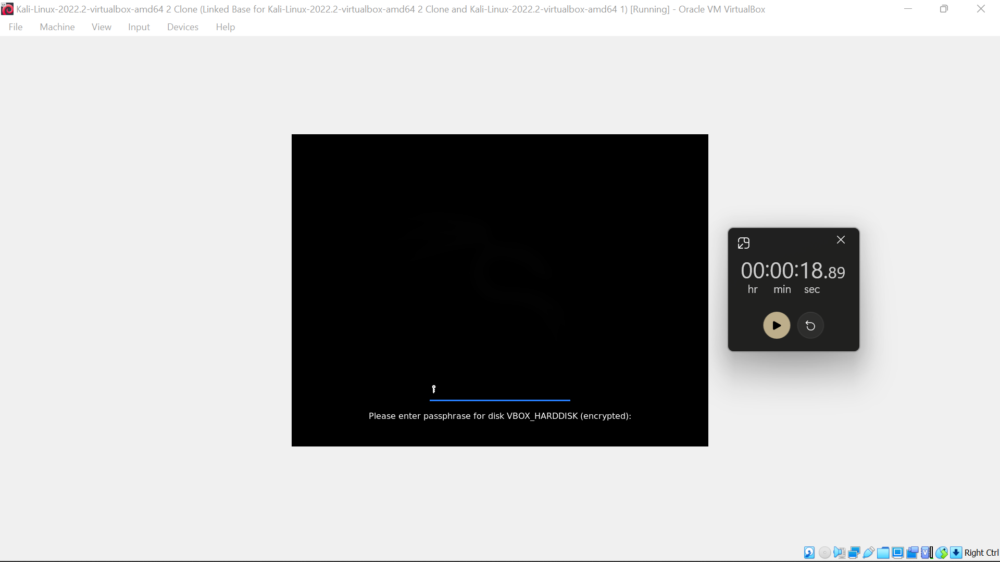 Kali-Linux-2022.2-virtualbox-amd64 2 Clone (Linked Base for Kali-Linux-2022.2-virtualbox-amd64 2 Clone and Kali-Linux-2022.2-virtualbox-amd64 1) [Running] - Oracle VM VirtualBox
File Machine View Input Devices Help
00:00:18.89
hr min sec
Please enter passphrase for disk VBOX_HARDDISK (encrypted):
Right Ctrl